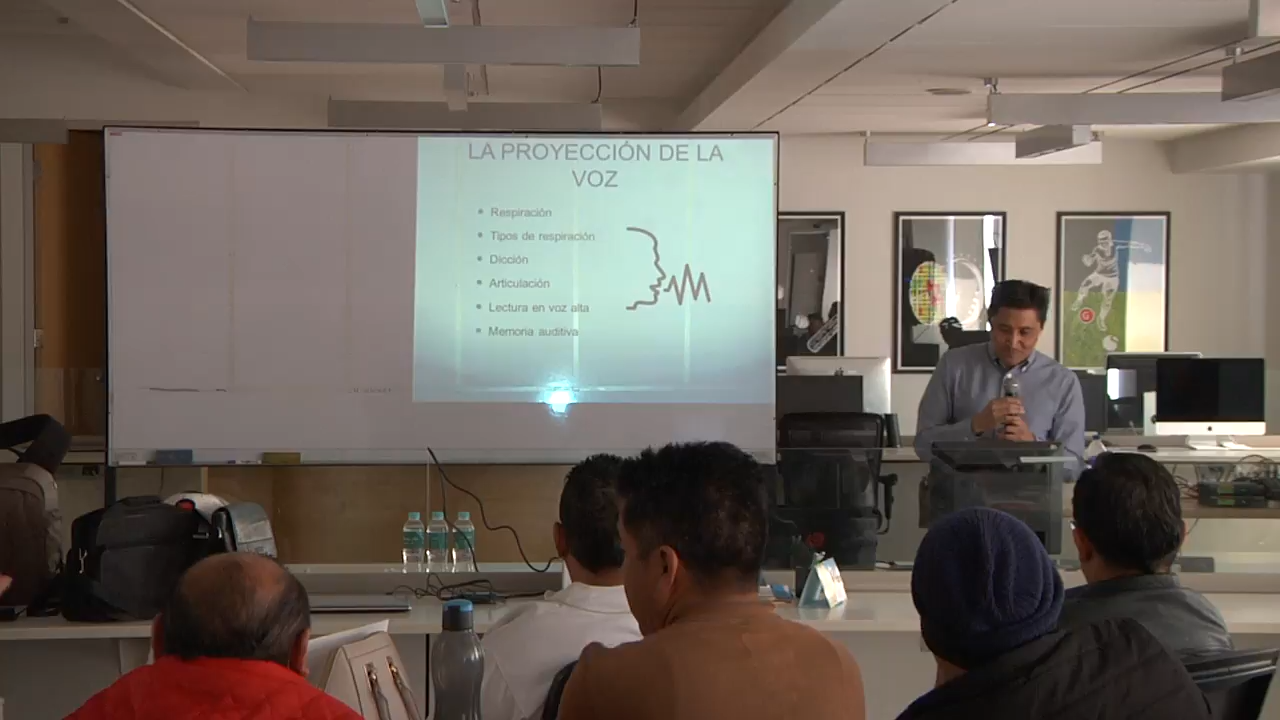 LA PROYECCIÓN DE LA
VOZ
• Respiración
• Tipos de respiración
• Dicción
• Articulación
• Lectura en voz alta
• Memoria auditiva